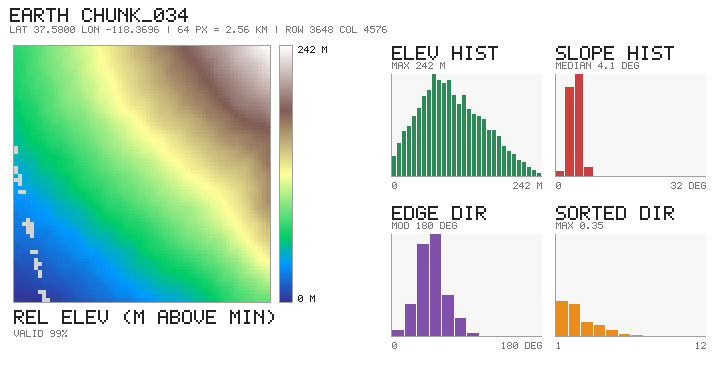 EARTH CHUNK_034
LAT 37.5800 LON -118.3696 | 64 PX = 2.56 KM | ROW 3648 COL 4576
242 M
0 M
REL ELEV (M ABOVE MIN)
VALID 99%
ELEV HIST
MAX 242 M
0 242 M
SLOPE HIST
MEDIAN 4.1 DEG
0 32 DEG
EDGE DIR
MOD 180 DEG
0 180 DEG
SORTED DIR
MAX 0.35
1 12